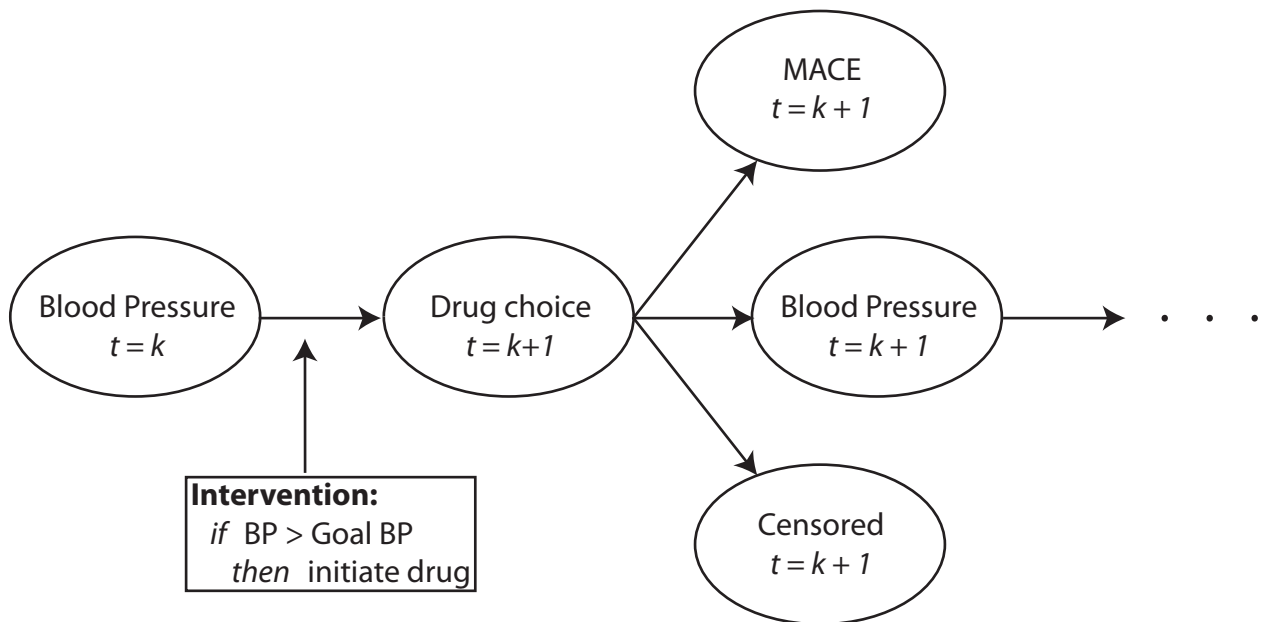 MACE
t = k + 1
Blood Pressure
t = k
Drug choice
t = k+1
Blood Pressure
t = k + 1
. . .
Intervention:
if BP > Goal BP
then initiate drug
Censored
t = k + 1